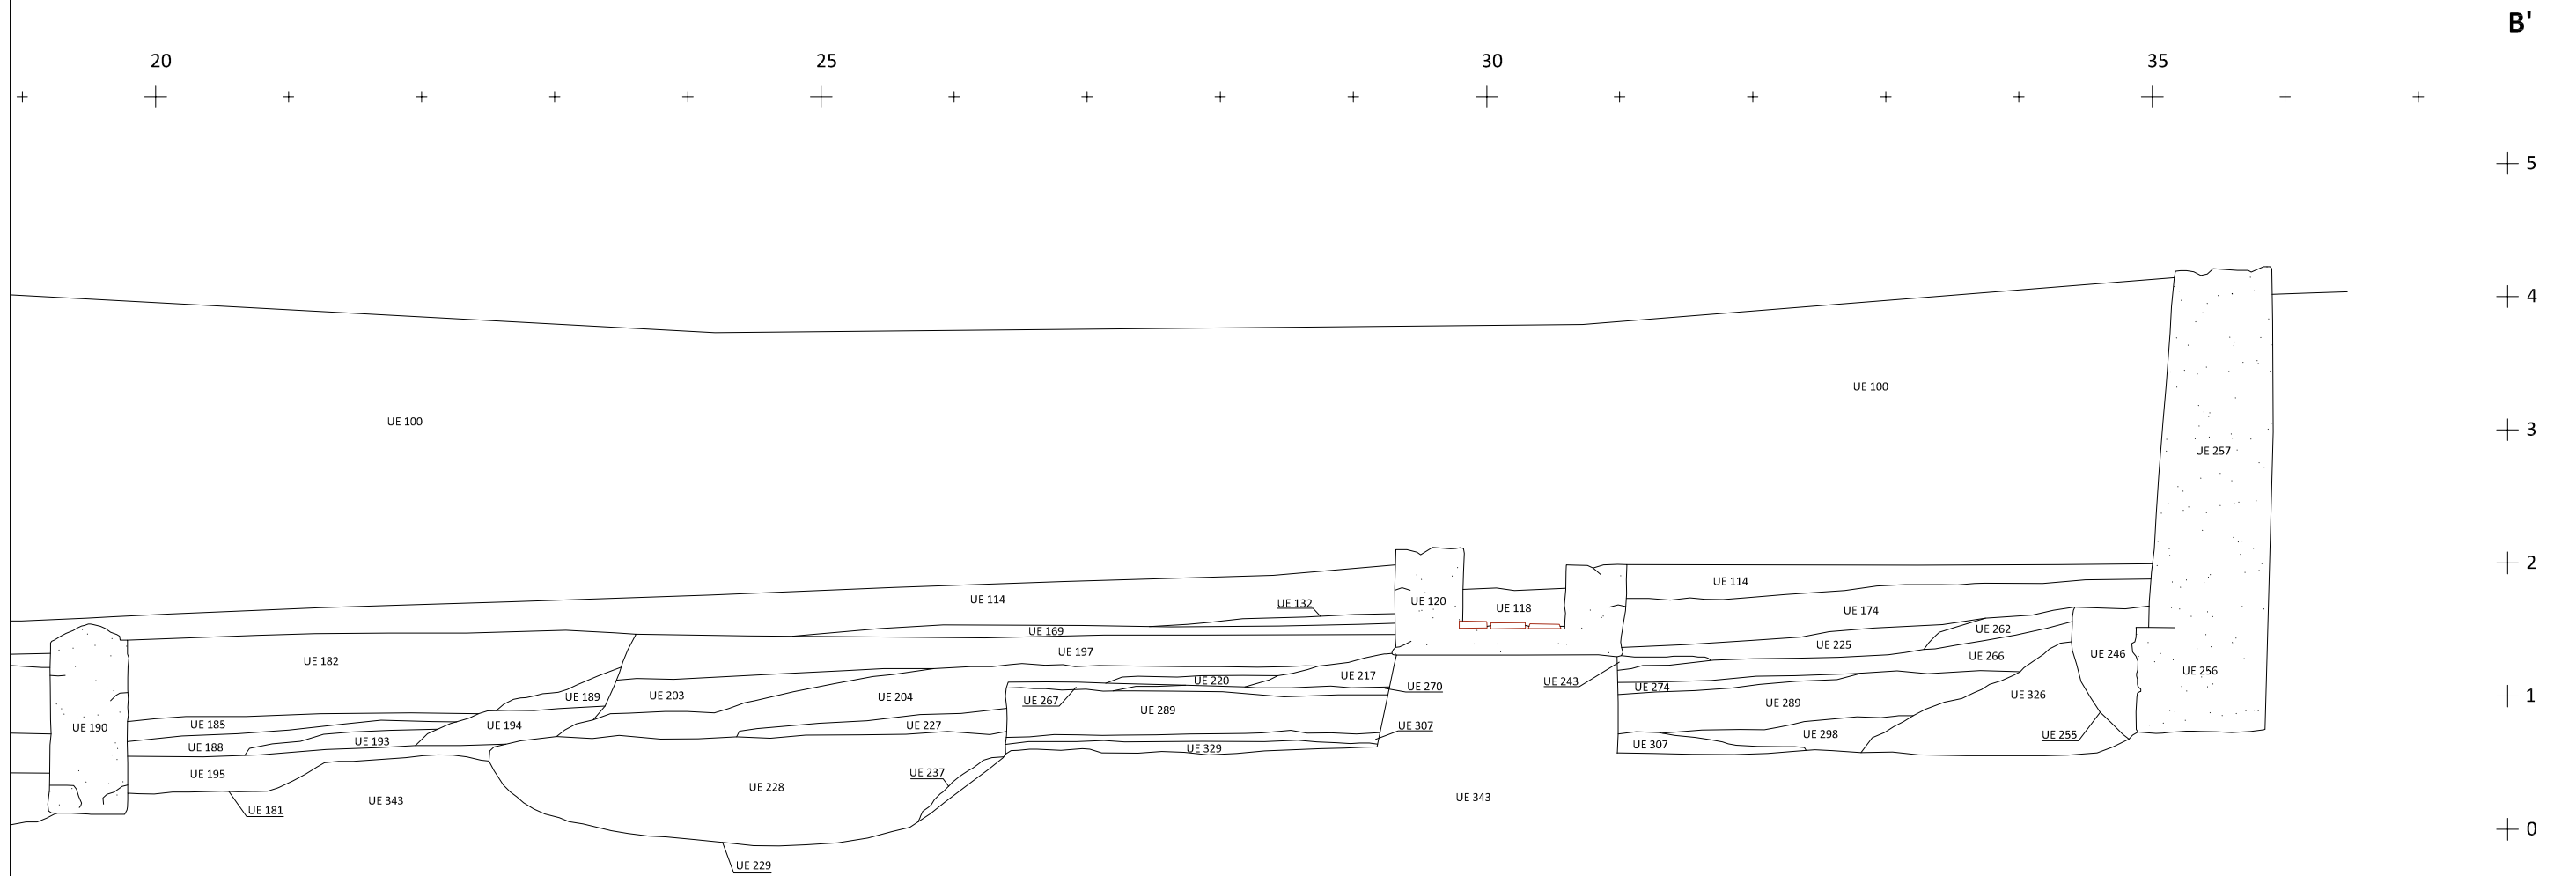 B'
20 25 30 35
5
4
UE 100
3
UE 100
UE 257
2
UE 114
UE 114
UE 132
UE 120
UE 118
UE 174
UE 169
UE 262
UE 225
UE 197
UE 246
UE 266
UE 182
UE 256
UE 217
UE 220
UE 243
UE 270
UE 274
1
UE 189
UE 203
UE 204
UE 267
UE 326
UE 289
UE 289
UE 185
UE 194
UE 227
UE 307
UE 190
UE 298
UE 255
UE 193
UE 188
UE 329
UE 307
UE 195
UE 237
UE 228
UE 343
UE 343
UE 181
0
UE 229